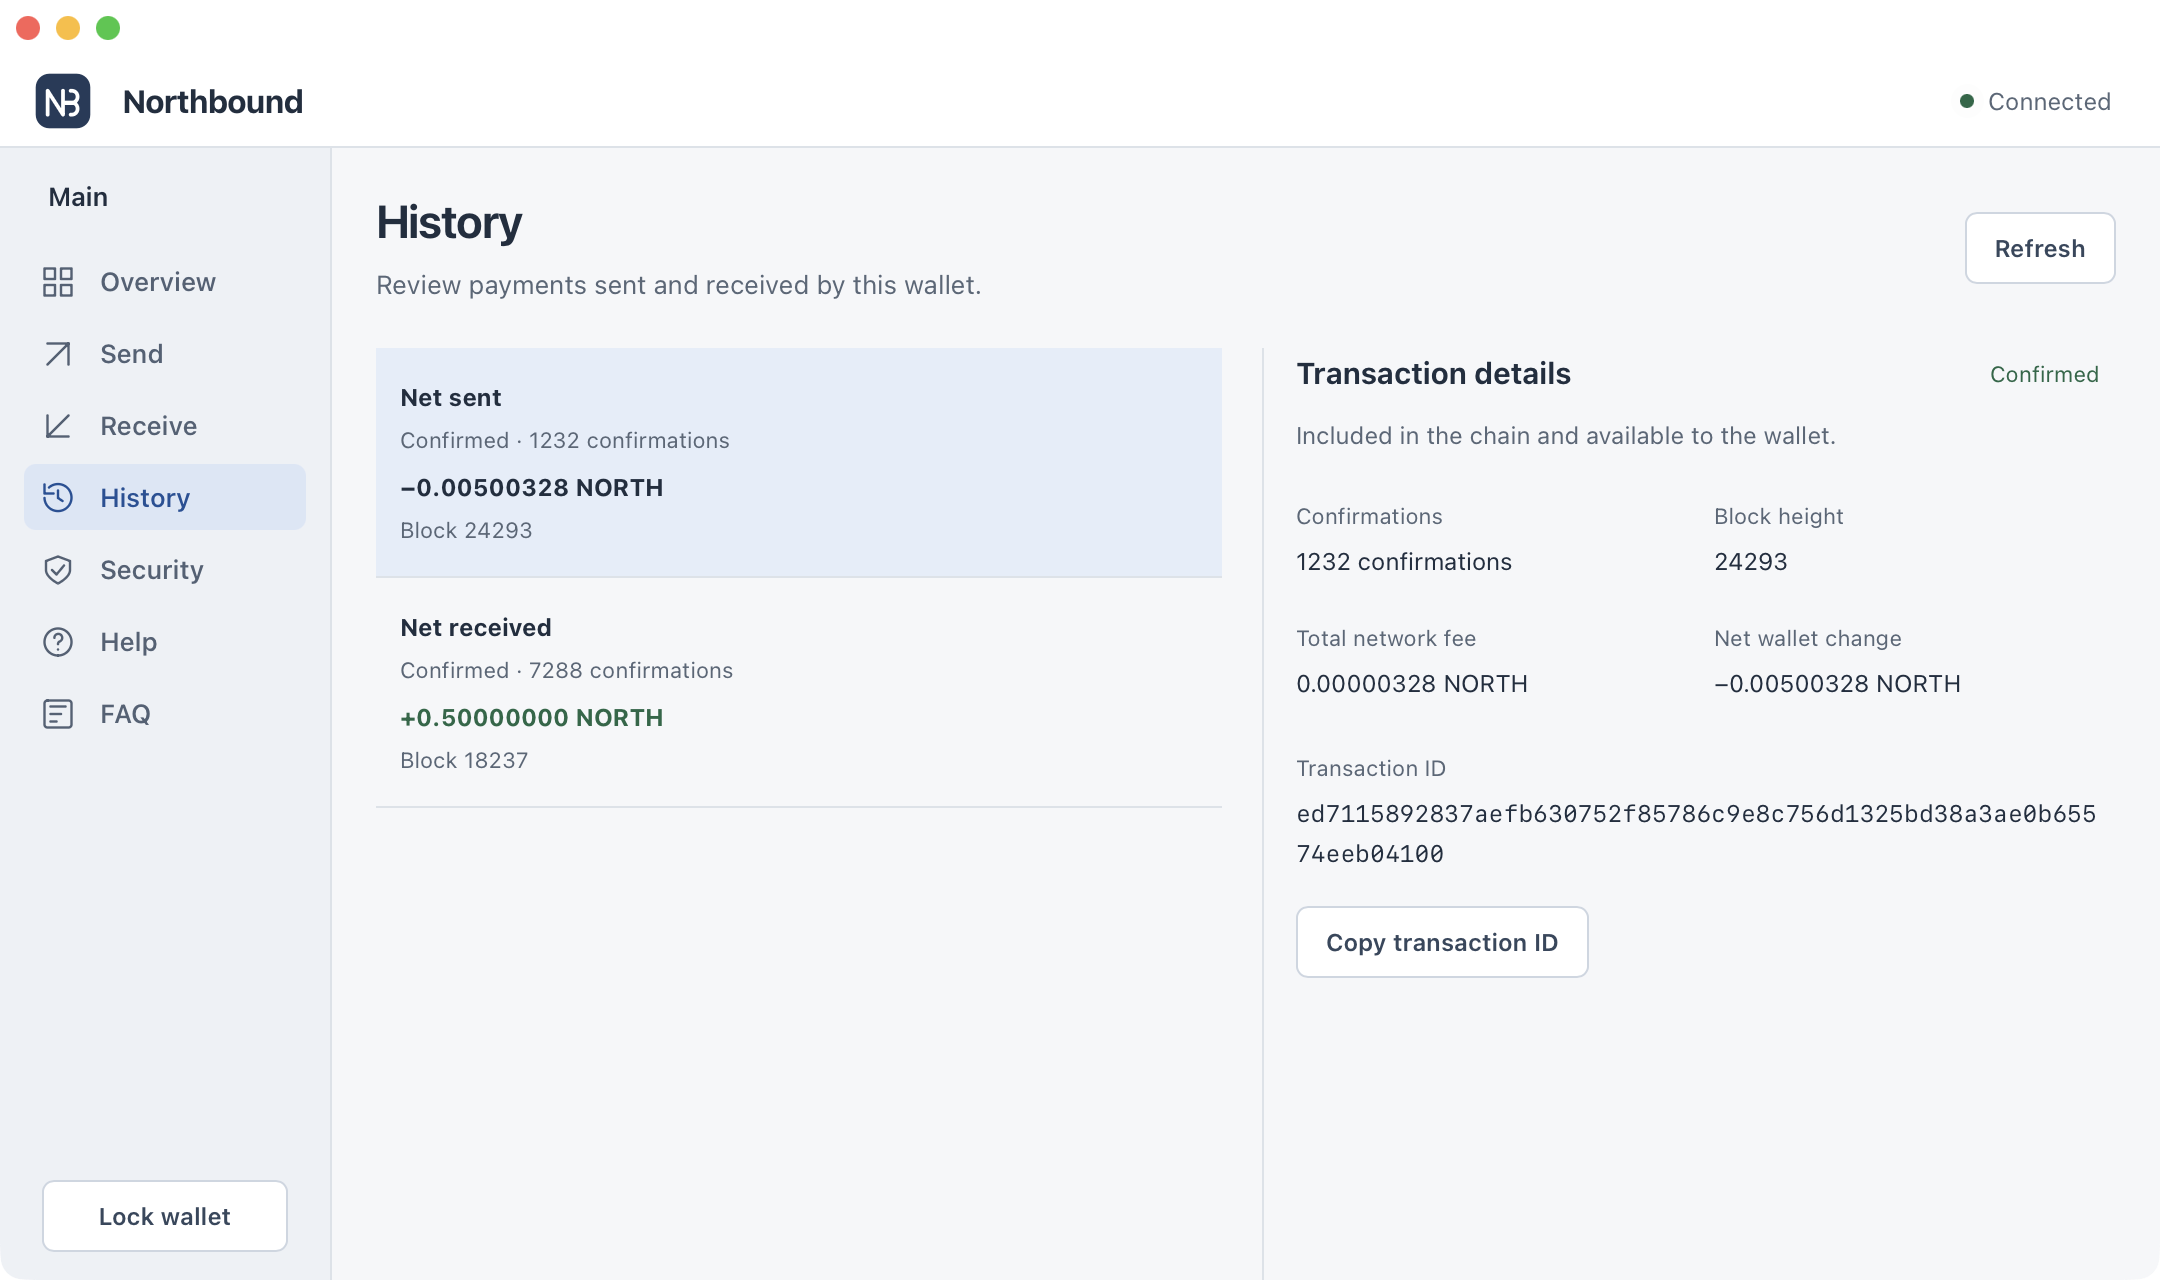 NB
Northbound
Connected
Main
Overview
Send
Receive
History
Security
Help
FAQ
Lock wallet
History
Review payments sent and received by this wallet.
Refresh
Net sent
Confirmed · 1232 confirmations
−0.00500328 NORTH
Block 24293
Net received
Confirmed · 7288 confirmations
+0.50000000 NORTH
Block 18237
Transaction details
Confirmed
Included in the chain and available to the wallet.
Confirmations
1232 confirmations
Block height
24293
Total network fee
0.00000328 NORTH
Net wallet change
−0.00500328 NORTH
Transaction ID
ed7115892837aefb630752f85786c9e8c756d1325bd38a3ae0b655
74eeb04100
Copy transaction ID